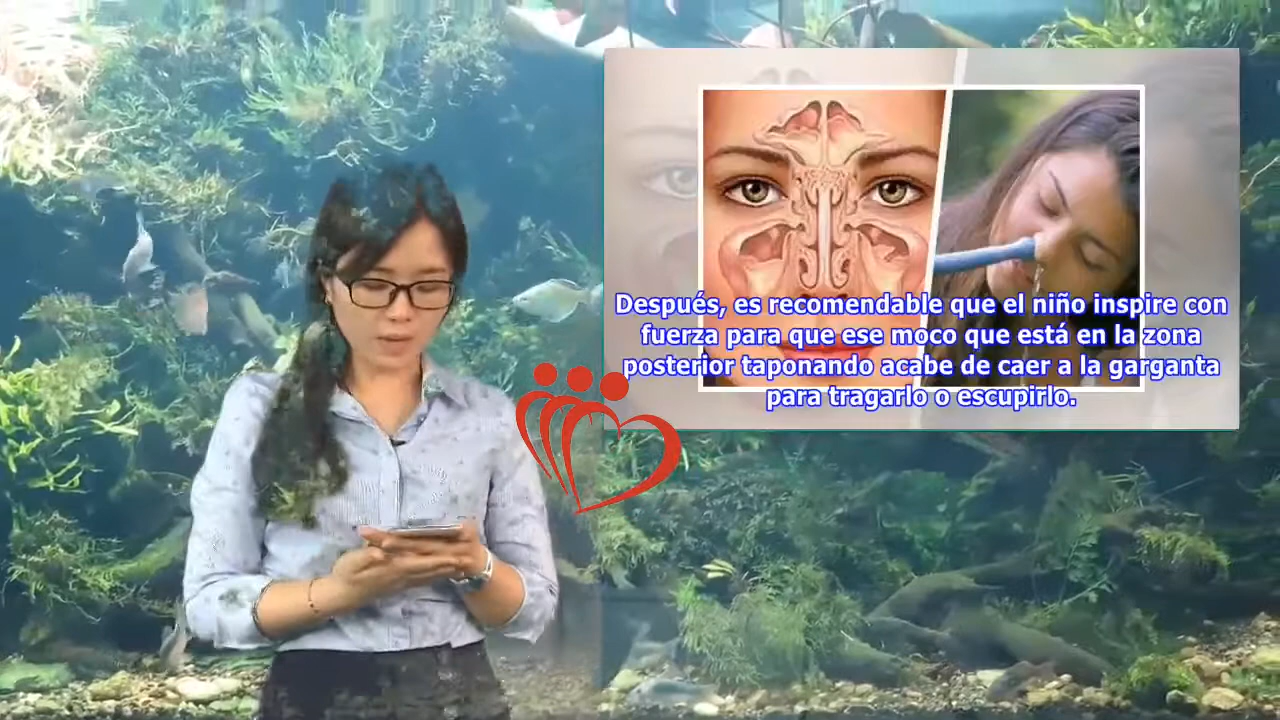 Después, es recomendable que el niño inspire con
fuerza para que ese moco que está en la zona
posterior taponando acabe de caer a la garganta
para tragarlo o escupirlo.